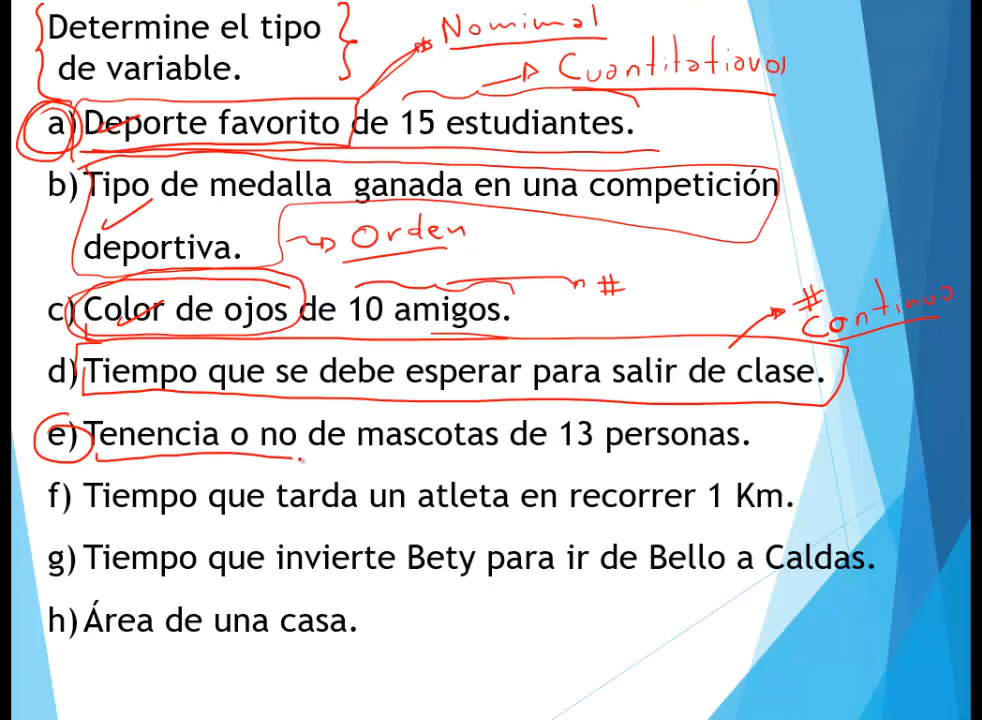 Determine el tipo
de variable.
Nominal
Cuantitativa
a) Deporte favorito de 15 estudiantes.
b) Tipo de medalla ganada en una competición
deportiva.
Orden
c) Color de ojos de 10 amigos.
#
#
Continuo
d) Tiempo que se debe esperar para salir de clase.
e) Tenencia o no de mascotas de 13 personas.
f) Tiempo que tarda un atleta en recorrer 1 Km.
g) Tiempo que invierte Bety para ir de Bello a Caldas.
h) Área de una casa.